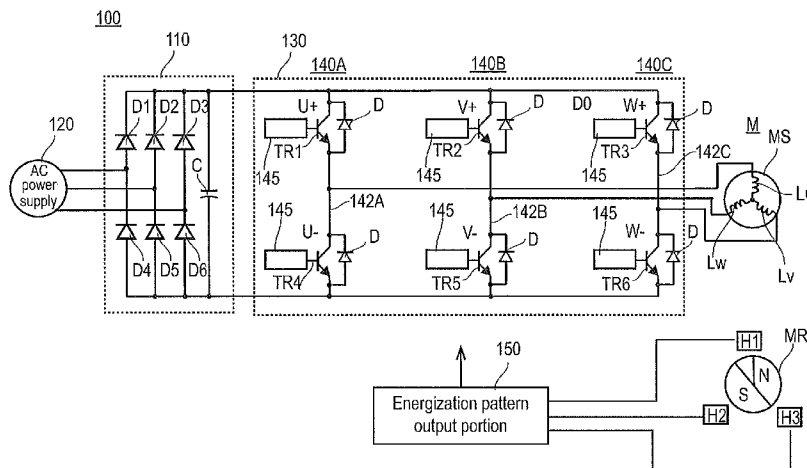 100
110
130
140A
140B
140C
D1
D2
D3
U+
D
V+
D
D0
W+
D
120
M
MS
AC
power
supply
C
145
TR1
145
TR2
145
TR3
142C
145
142A
145
142B
145
U-
D
V-
D
W-
D
Lw
Lv
D4
D5
D6
TR4
TR5
TR6
150
H1
MR
N
S
Energization pattern
output portion
H2
H3